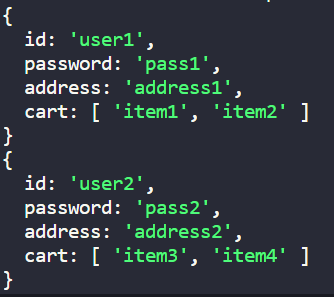 {
  id: 'user1',
  password: 'pass1',
  address: 'address1',
  cart: [ 'item1', 'item2' ]
}
{
  id: 'user2',
  password: 'pass2',
  address: 'address2',
  cart: [ 'item3', 'item4' ]
}